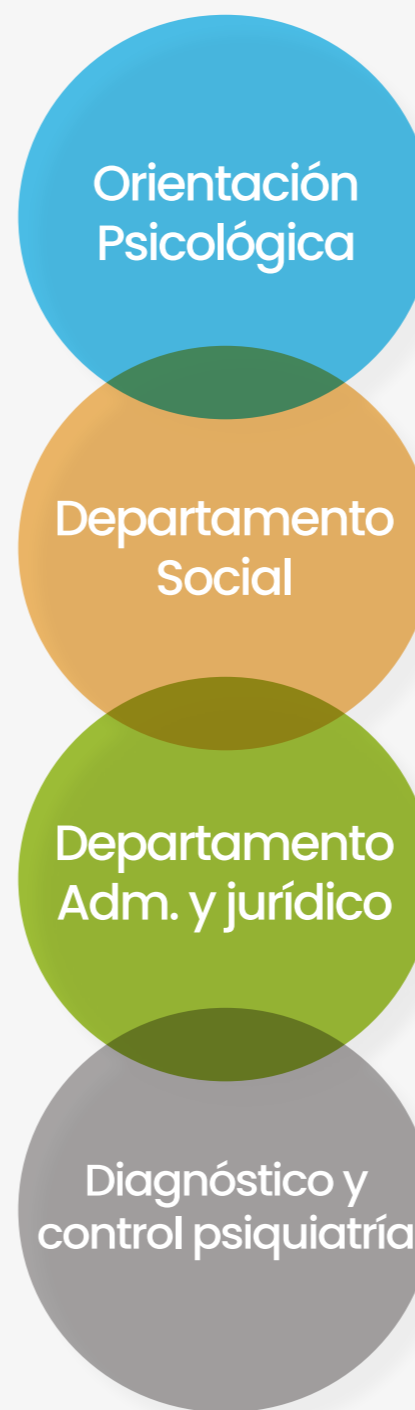 Orientación
Psicológica
Departamento
Social
Departamento
Adm. y jurídico
Diagnóstico y
control psiquiatría